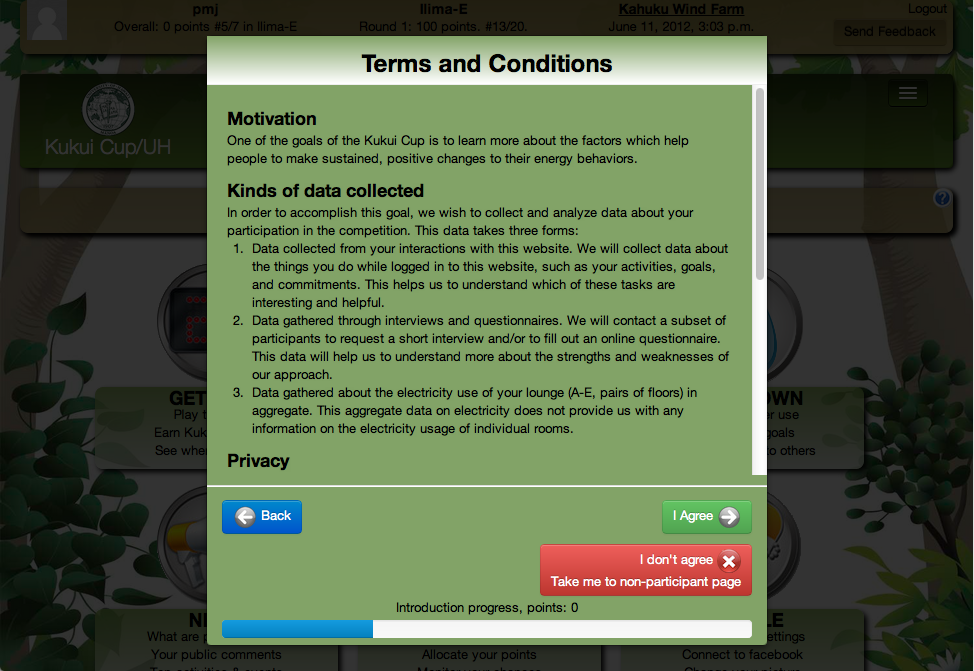 pmj
Overall: 0 points #5/7 in Ilima-E
Ilima-E
Round 1: 100 points. #13/20.
Kahuku Wind Farm
June 11, 2012, 3:03 p.m.
Logout
Send Feedback
Kukui Cup/UH
Terms and Conditions
Motivation
One of the goals of the Kukui Cup is to learn more about the factors which help
people to make sustained, positive changes to their energy behaviors.
Kinds of data collected
In order to accomplish this goal, we wish to collect and analyze data about your
participation in the competition. This data takes three forms:
1. Data collected from your interactions with this website. We will collect data about
the things you do while logged in to this website, such as your activities, goals,
and commitments. This helps us to understand which of these tasks are
interesting and helpful.
2. Data gathered through interviews and questionnaires. We will contact a subset of
participants to request a short interview and/or to fill out an online questionnaire.
This data will help us to understand more about the strengths and weaknesses of
our approach.
3. Data gathered about the electricity use of your lounge (A-E, pairs of floors) in
aggregate. This aggregate data on electricity does not provide us with any
information on the electricity usage of individual rooms.
Privacy
Back
I Agree
I don't agree
Take me to non-participant page
Introduction progress, points: 0
GET
Play
Earn Kuk
See whe
OWN
use
goals
others
What are
Your public comments
Allocate your points
ettings
Connect to facebook